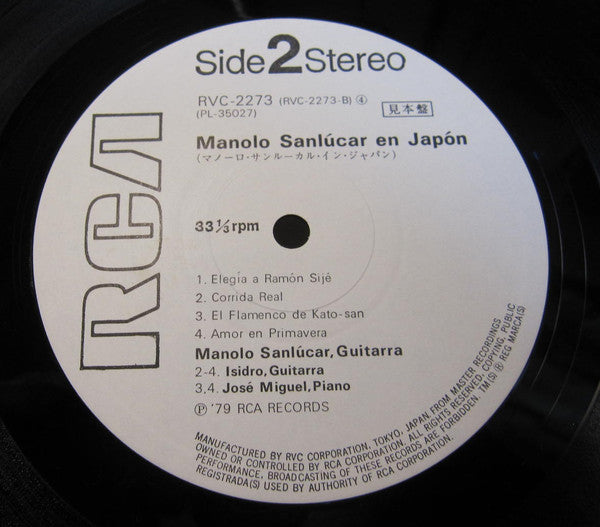 RCA
Side 2 Stereo
RVC-2273 (RVC-2273-B) ④
(PL-35027)
見本盤
Manolo Sanlúcar en Japón
(マノーロ・サンルーカル・イン・ジャパン)
33⅓rpm
1. Elegía a Ramón Sijé
2. Corrida Real
3. El Flamenco de Kato-san
4. Amor en Primavera
Manolo Sanlúcar, Guitarra
2-4. Isidro, Guitarra
3,4. José Miguel, Piano
Ⓟ '79 RCA RECORDS
MANUFACTURED BY RVC CORPORATION, TOKYO, JAPAN, FROM MASTER RECORDINGS
OWNED OR CONTROLLED BY RCA CORPORATION. ALL RIGHTS RESERVED. COPYING, PUBLIC
PERFORMANCE, BROADCASTING OF THESE RECORDS ARE FORBIDDEN. TM(S) ® REG MARCA(S)
REGISTRADA(S) USED BY AUTHORITY OF RCA CORPORATION.